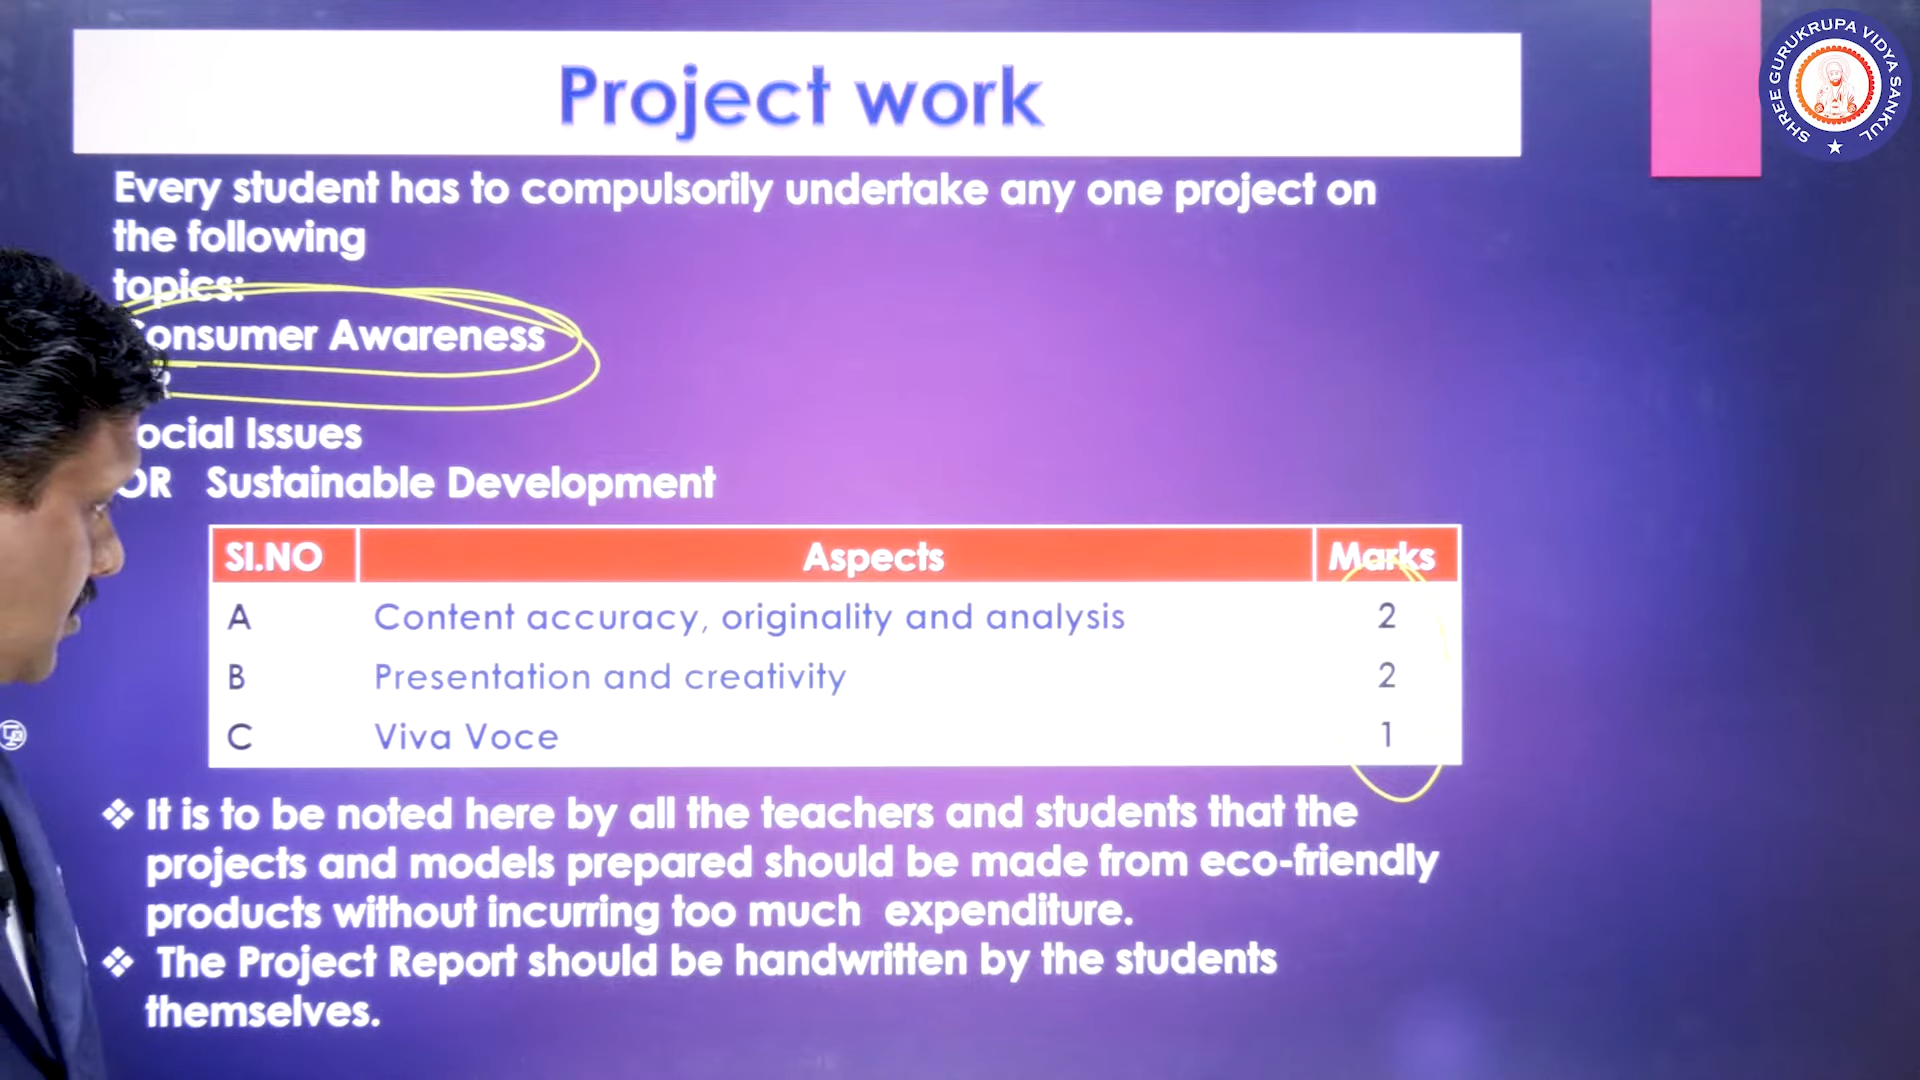 Project work
SHREE GURUKRUPA VIDYA SANKUL
Every student has to compulsorily undertake any one project on
the following
topics:
Consumer Awareness
Social Issues
OR Sustainable Development
Sl.NO Aspects Marks
A Content accuracy, originality and analysis 2
B Presentation and creativity 2
C Viva Voce 1
❖ It is to be noted here by all the teachers and students that the
projects and models prepared should be made from eco-friendly
products without incurring too much expenditure.
❖ The Project Report should be handwritten by the students
themselves.